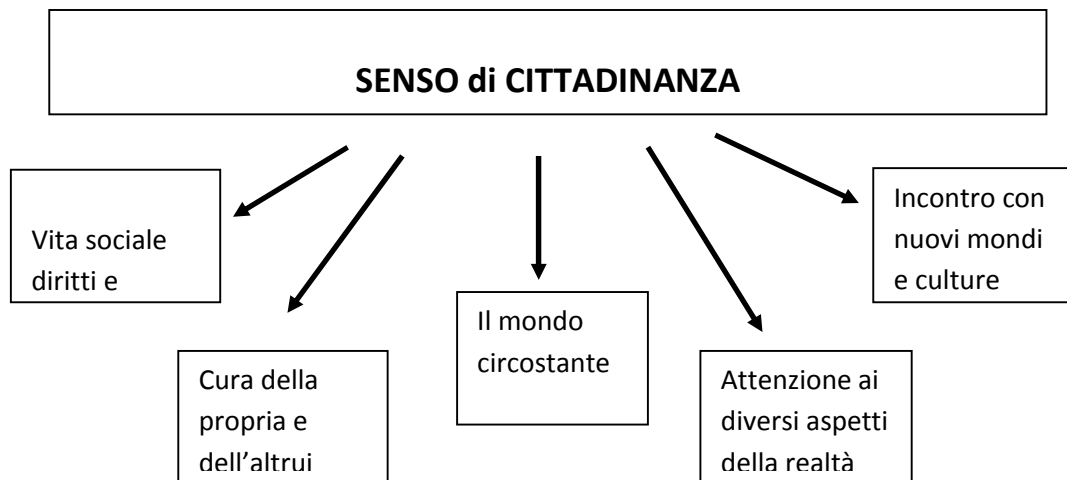 SENSO di CITTADINANZA
Vita sociale
diritti e
Cura della
propria e
dell'altrui
Il mondo
circostante
Attenzione ai
diversi aspetti
della realtà
Incontro con
nuovi mondi
e culture